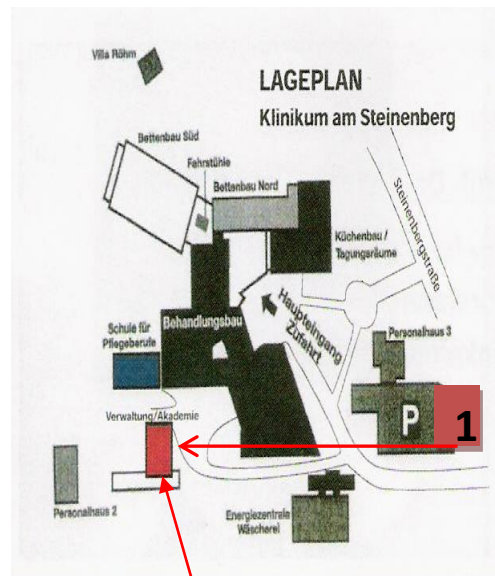 Villa Röhm
LAGEPLAN
Klinikum am Steinenberg
Bettenbau Süd
Fahrstühle
Bettenbau Nord
Steinenbergstraße
Küchenbau /
Tagungsräume
Haupteingang
Zufahrt
Schule für
Pflegeberufe
Behandlungsbau
Personalhaus 3
P
1
Verwaltung/Akademie
Personalhaus 2
Energiezentrale
Wäscherei